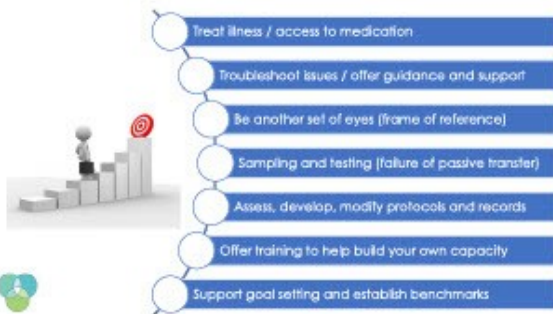 Treat illness / access to medication
Troubleshoot issues / offer guidance and support
Be another set of eyes (frame of reference)
Sampling and testing (failure of passive transfer)
Assess, develop, modify protocols and records
Offer training to help build your own capacity
Support goal setting and establish benchmarks